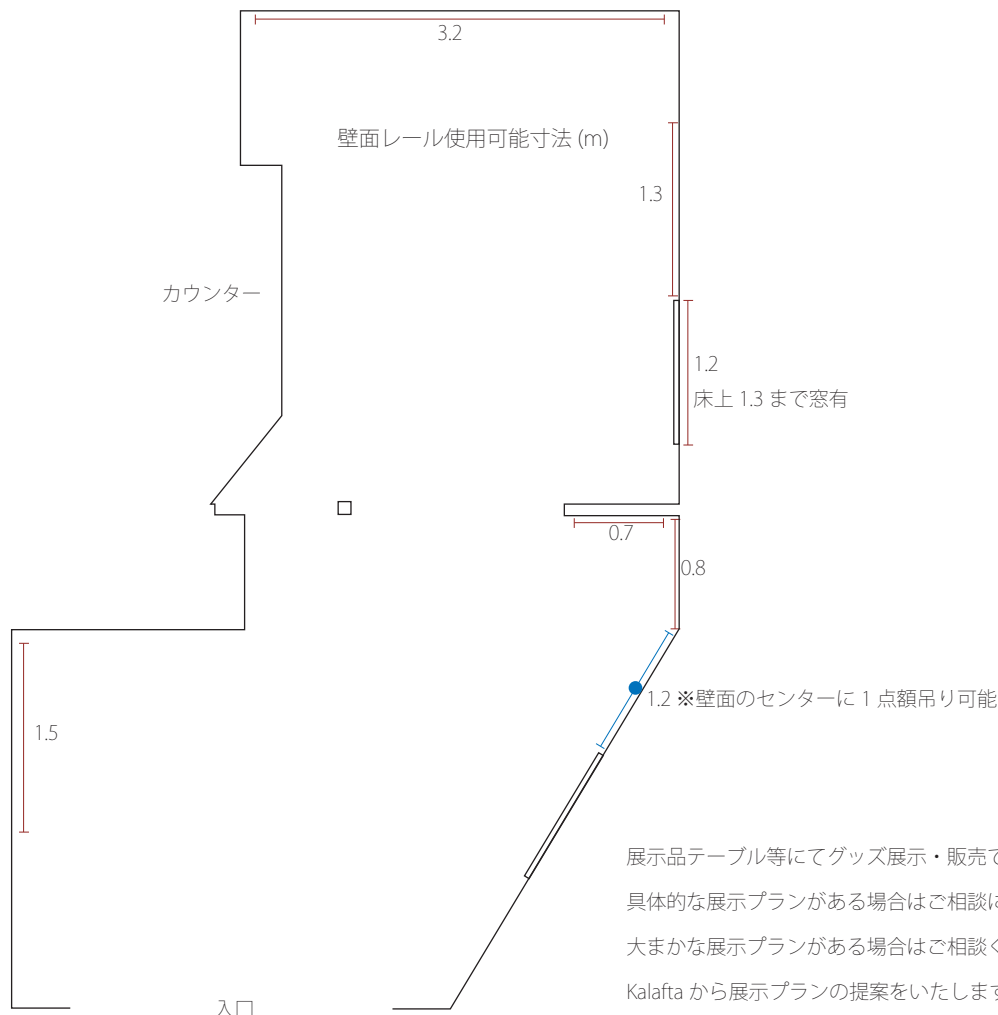 3.2
壁面レール使用可能寸法 (m)
1.3
カウンター
1.2
床上 1.3 まで窓有
0.7
0.8
1.2 ※壁面のセンターに 1 点額吊り可能
1.5
展示品テーブル等にてグッズ展示・販売で
具体的な展示プランがある場合はご相談に
大まかな展示プランがある場合はご相談く
Kalafta から展示プランの提案をいたします
入口